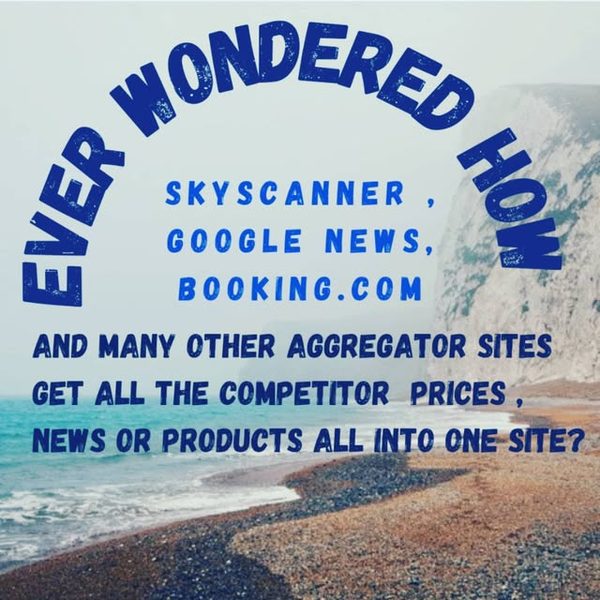 EVER WONDERED HOW
SKYSCANNER ,
GOOGLE NEWS,
BOOKING.COM
AND MANY OTHER AGGREGATOR SITES
GET ALL THE COMPETITOR PRICES ,
NEWS OR PRODUCTS ALL INTO ONE SITE?